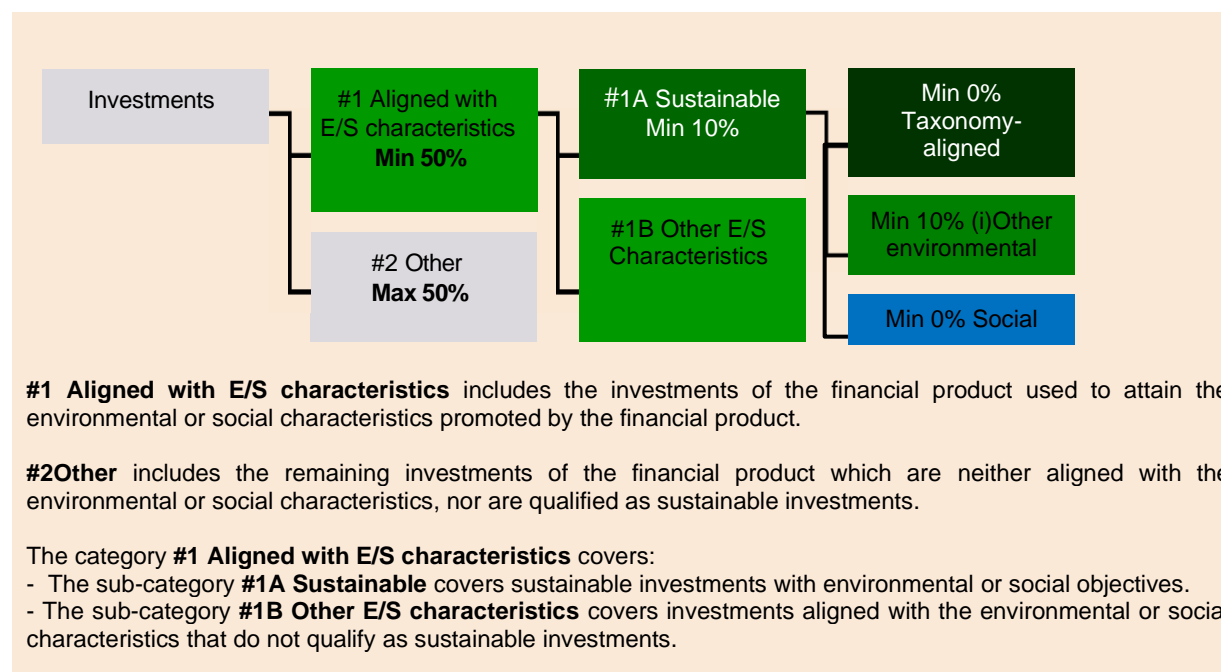 Investments
#1 Aligned with
E/S characteristics
Min 50%
#2 Other
Max 50%
#1A Sustainable
Min 10%
#1B Other E/S
Characteristics
Min 0%
Taxonomy-
aligned
Min 10% (i)Other
environmental
Min 0% Social
#1 Aligned with E/S characteristics includes the investments of the financial product used to attain the
environmental or social characteristics promoted by the financial product.
#2Other includes the remaining investments of the financial product which are neither aligned with the
environmental or social characteristics, nor are qualified as sustainable investments.
The category #1 Aligned with E/S characteristics covers:
- The sub-category #1A Sustainable covers sustainable investments with environmental or social objectives.
- The sub-category #1B Other E/S characteristics covers investments aligned with the environmental or social
characteristics that do not qualify as sustainable investments.